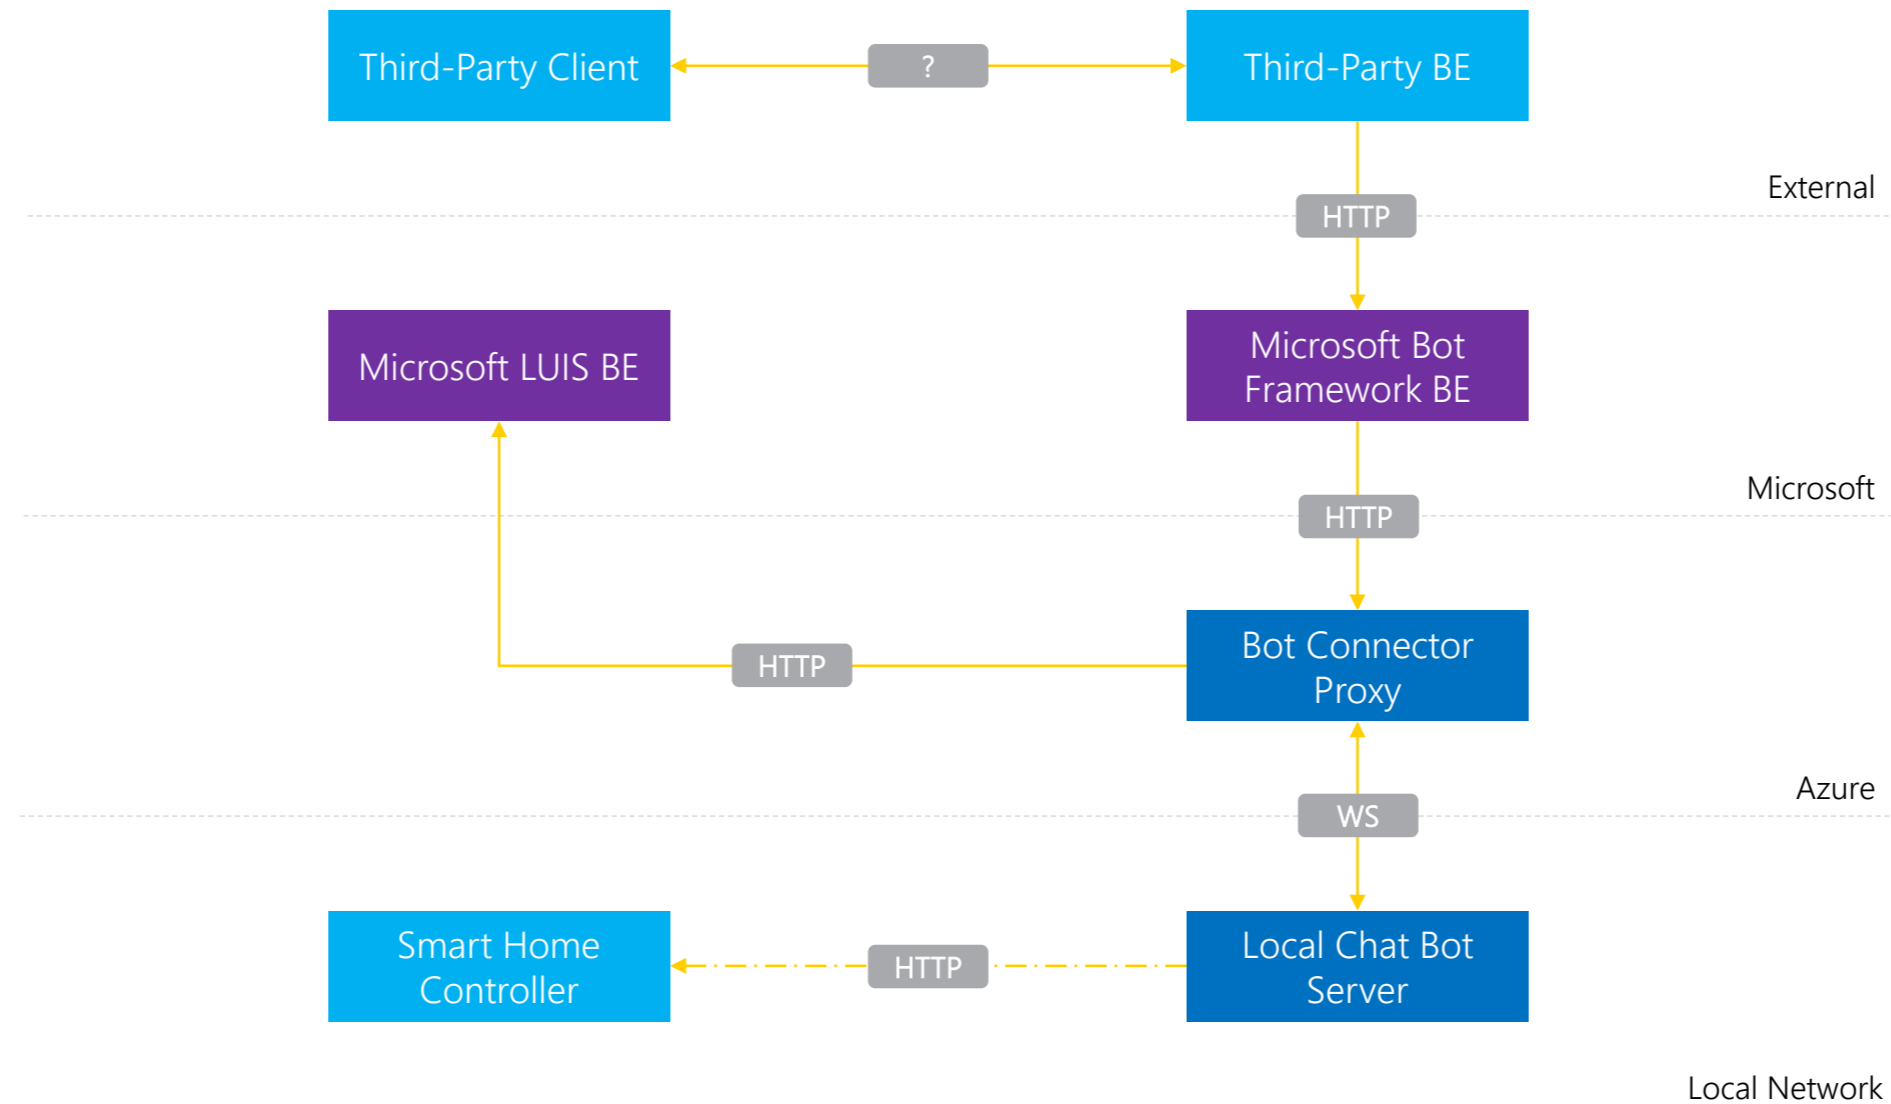 Third-Party Client
?
Third-Party BE
External
HTTP
Microsoft LUIS BE
Microsoft Bot
Framework BE
Microsoft
HTTP
Bot Connector
Proxy
HTTP
Azure
WS
Smart Home
Controller
HTTP
Local Chat Bot
Server
Local Network